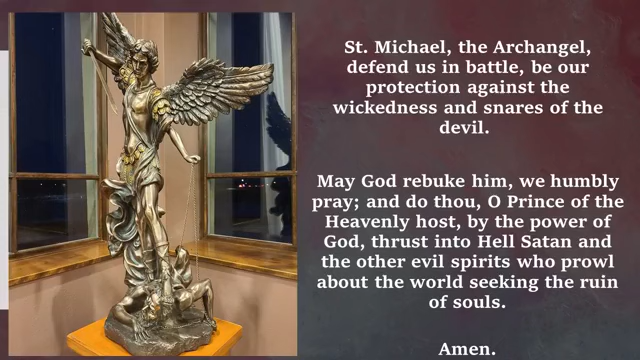 St. Michael, the Archangel,
defend us in battle, be our
protection against the
wickedness and snares of the
devil.
May God rebuke him, we humbly
pray; and do thou, O Prince of the
Heavenly host, by the power of
God, thrust into Hell Satan and
the other evil spirits who prowl
about the world seeking the ruin
of souls.
Amen.